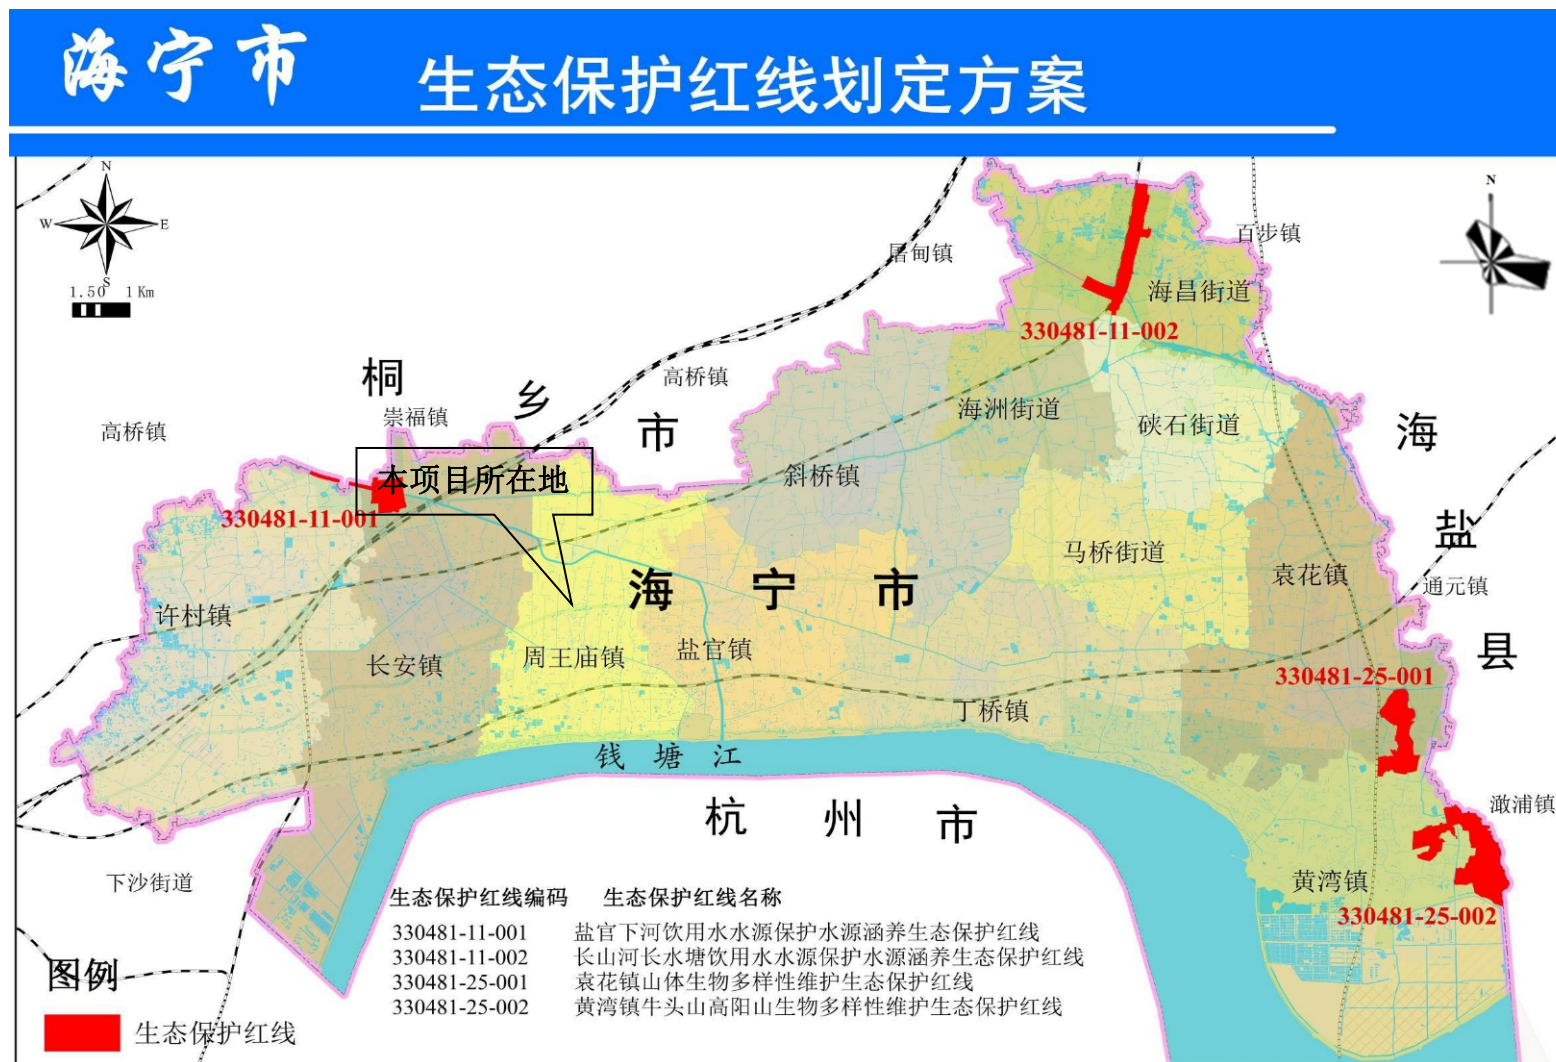 海宁市 生态保护红线划定方案
N
W E
S
1.50 1Km
N
百步镇
屠甸镇
海昌街道
330481-11-002
桐乡市
高桥镇
崇福镇
高桥镇
海洲街道
硖石街道
海盐县
本项目所在地
斜桥镇
330481-11-001
马桥街道
袁花镇
通元镇
海宁市
许村镇
长安镇
周王庙镇
盐官镇
330481-25-001
丁桥镇
钱塘江
杭州市
澉浦镇
下沙街道
黄湾镇
330481-25-002
生态保护红线编码 生态保护红线名称
330481-11-001 盐官下河饮用水水源保护水源涵养生态保护红线
330481-11-002 长山河长水塘饮用水水源保护水源涵养生态保护红线
330481-25-001 袁花镇山体生物多样性维护生态保护红线
330481-25-002 黄湾镇牛头山高阳山生物多样性维护生态保护红线
图例
生态保护红线